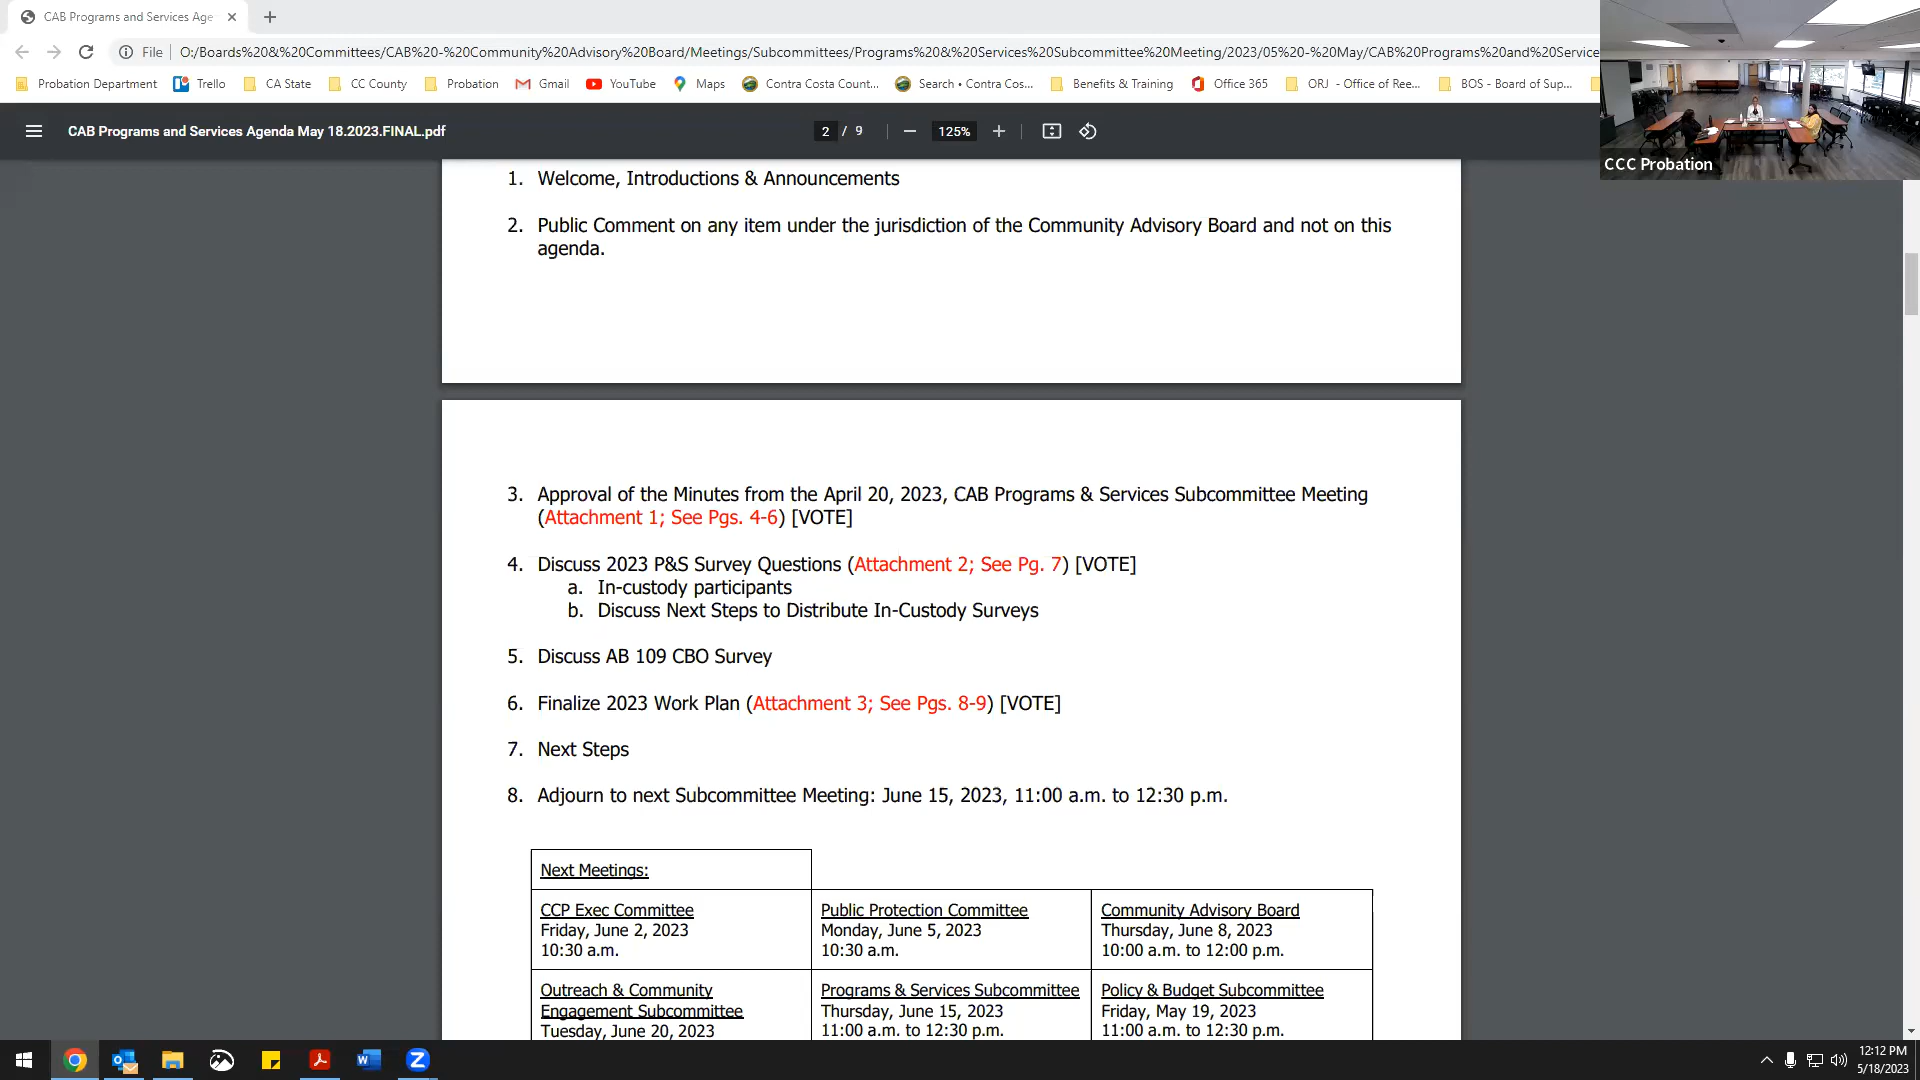 CAB Programs and Services Age
File
O:/Boards%20&%20Committees/CAB%20-%20Community%20Advisory%20Board/Meetings/Subcommittees/Programs%20&%20Services%20Subcommittee%20Meeting/2023/05%20-%20May/CAB%20Programs%20and%20Service
Probation Department
Trello
CA State
CC County
Probation
Gmail
YouTube
Maps
Contra Costa Count...
Search • Contra Cos...
Benefits & Training
Office 365
ORJ - Office of Ree...
BOS - Board of Sup...
CAB Programs and Services Agenda May 18.2023.FINAL.pdf
2 / 9
125%
CCC Probation
1. Welcome, Introductions & Announcements
2. Public Comment on any item under the jurisdiction of the Community Advisory Board and not on this
agenda.
3. Approval of the Minutes from the April 20, 2023, CAB Programs & Services Subcommittee Meeting
(Attachment 1; See Pgs. 4-6) [VOTE]
4. Discuss 2023 P&S Survey Questions (Attachment 2; See Pg. 7) [VOTE]
a. In-custody participants
b. Discuss Next Steps to Distribute In-Custody Surveys
5. Discuss AB 109 CBO Survey
6. Finalize 2023 Work Plan (Attachment 3; See Pgs. 8-9) [VOTE]
7. Next Steps
8. Adjourn to next Subcommittee Meeting: June 15, 2023, 11:00 a.m. to 12:30 p.m.
Next Meetings:
CCP Exec Committee
Friday, June 2, 2023
10:30 a.m.
Public Protection Committee
Monday, June 5, 2023
10:30 a.m.
Community Advisory Board
Thursday, June 8, 2023
10:00 a.m. to 12:00 p.m.
Outreach & Community
Engagement Subcommittee
Tuesday, June 20, 2023
Programs & Services Subcommittee
Thursday, June 15, 2023
11:00 a.m. to 12:30 p.m.
Policy & Budget Subcommittee
Friday, May 19, 2023
11:00 a.m. to 12:30 p.m.
12:12 PM
5/18/2023